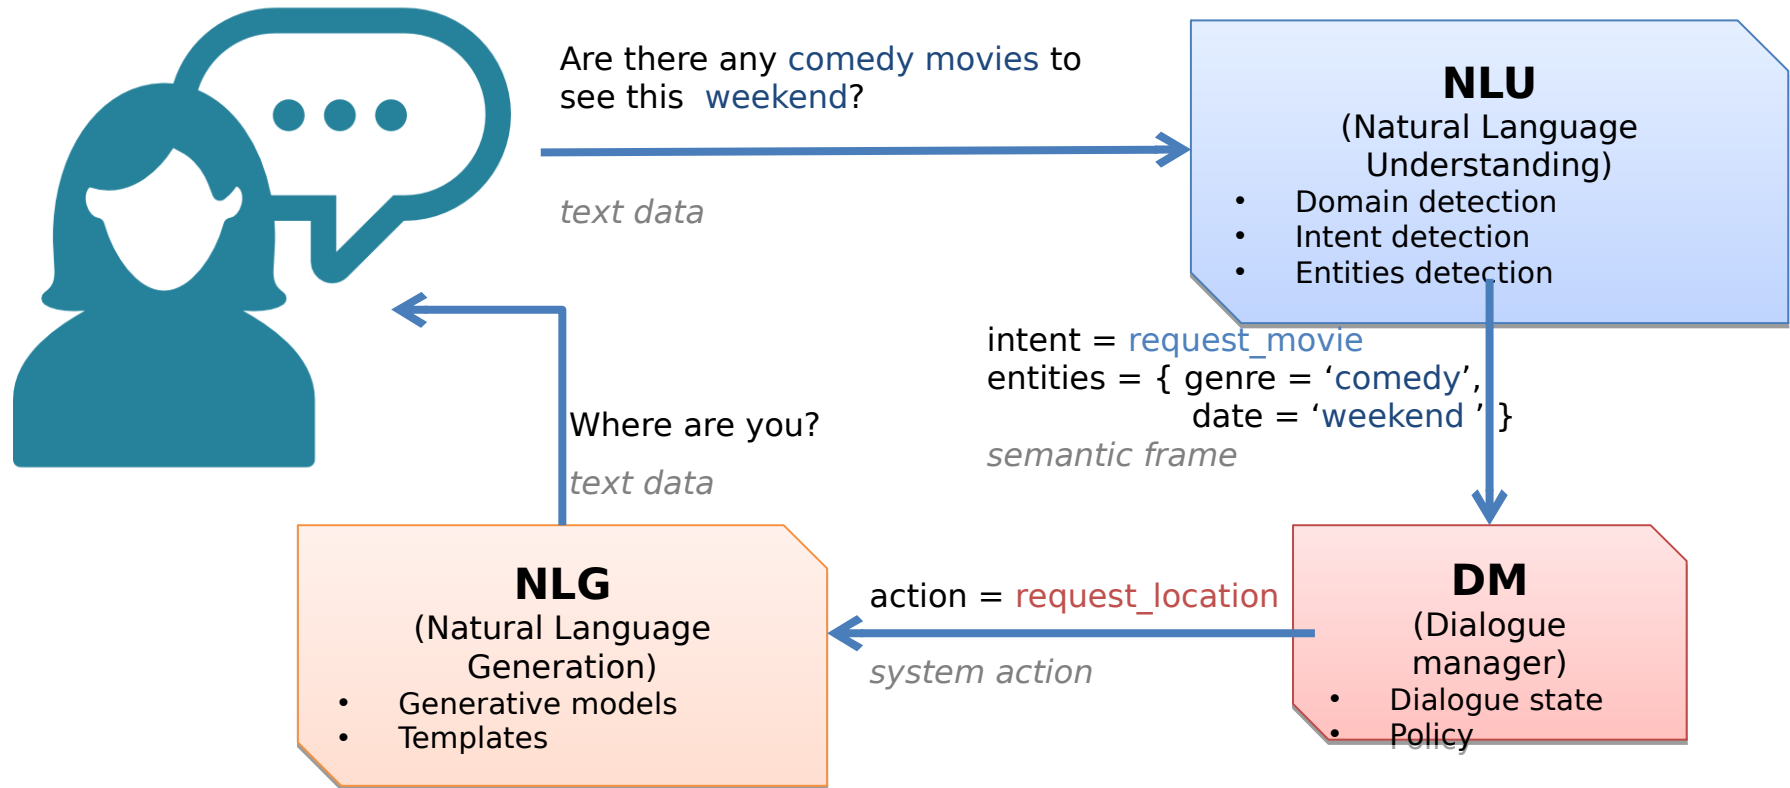 Are there any comedy movies to
see this weekend?
text data
NLU
(Natural Language
Understanding)
• Domain detection
• Intent detection
• Entities detection
intent = request_movie
entities = { genre = ‘comedy’,
date = ‘weekend ’ }
semantic frame
Where are you?
text data
NLG
(Natural Language
Generation)
• Generative models
• Templates
action = request_location
system action
DM
(Dialogue
manager)
• Dialogue state
• Policy